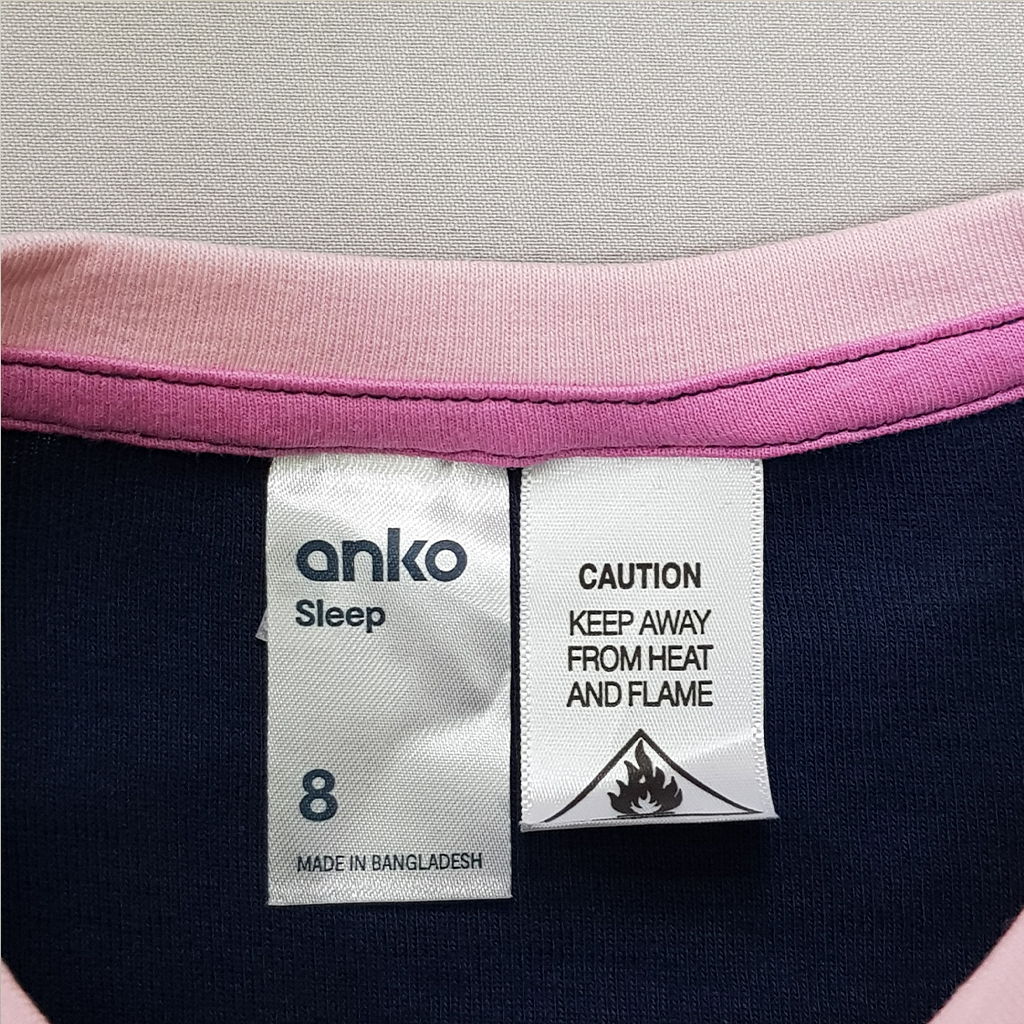 anko
Sleep
8
MADE IN BANGLADESH
CAUTION
KEEP AWAY
FROM HEAT
AND FLAME